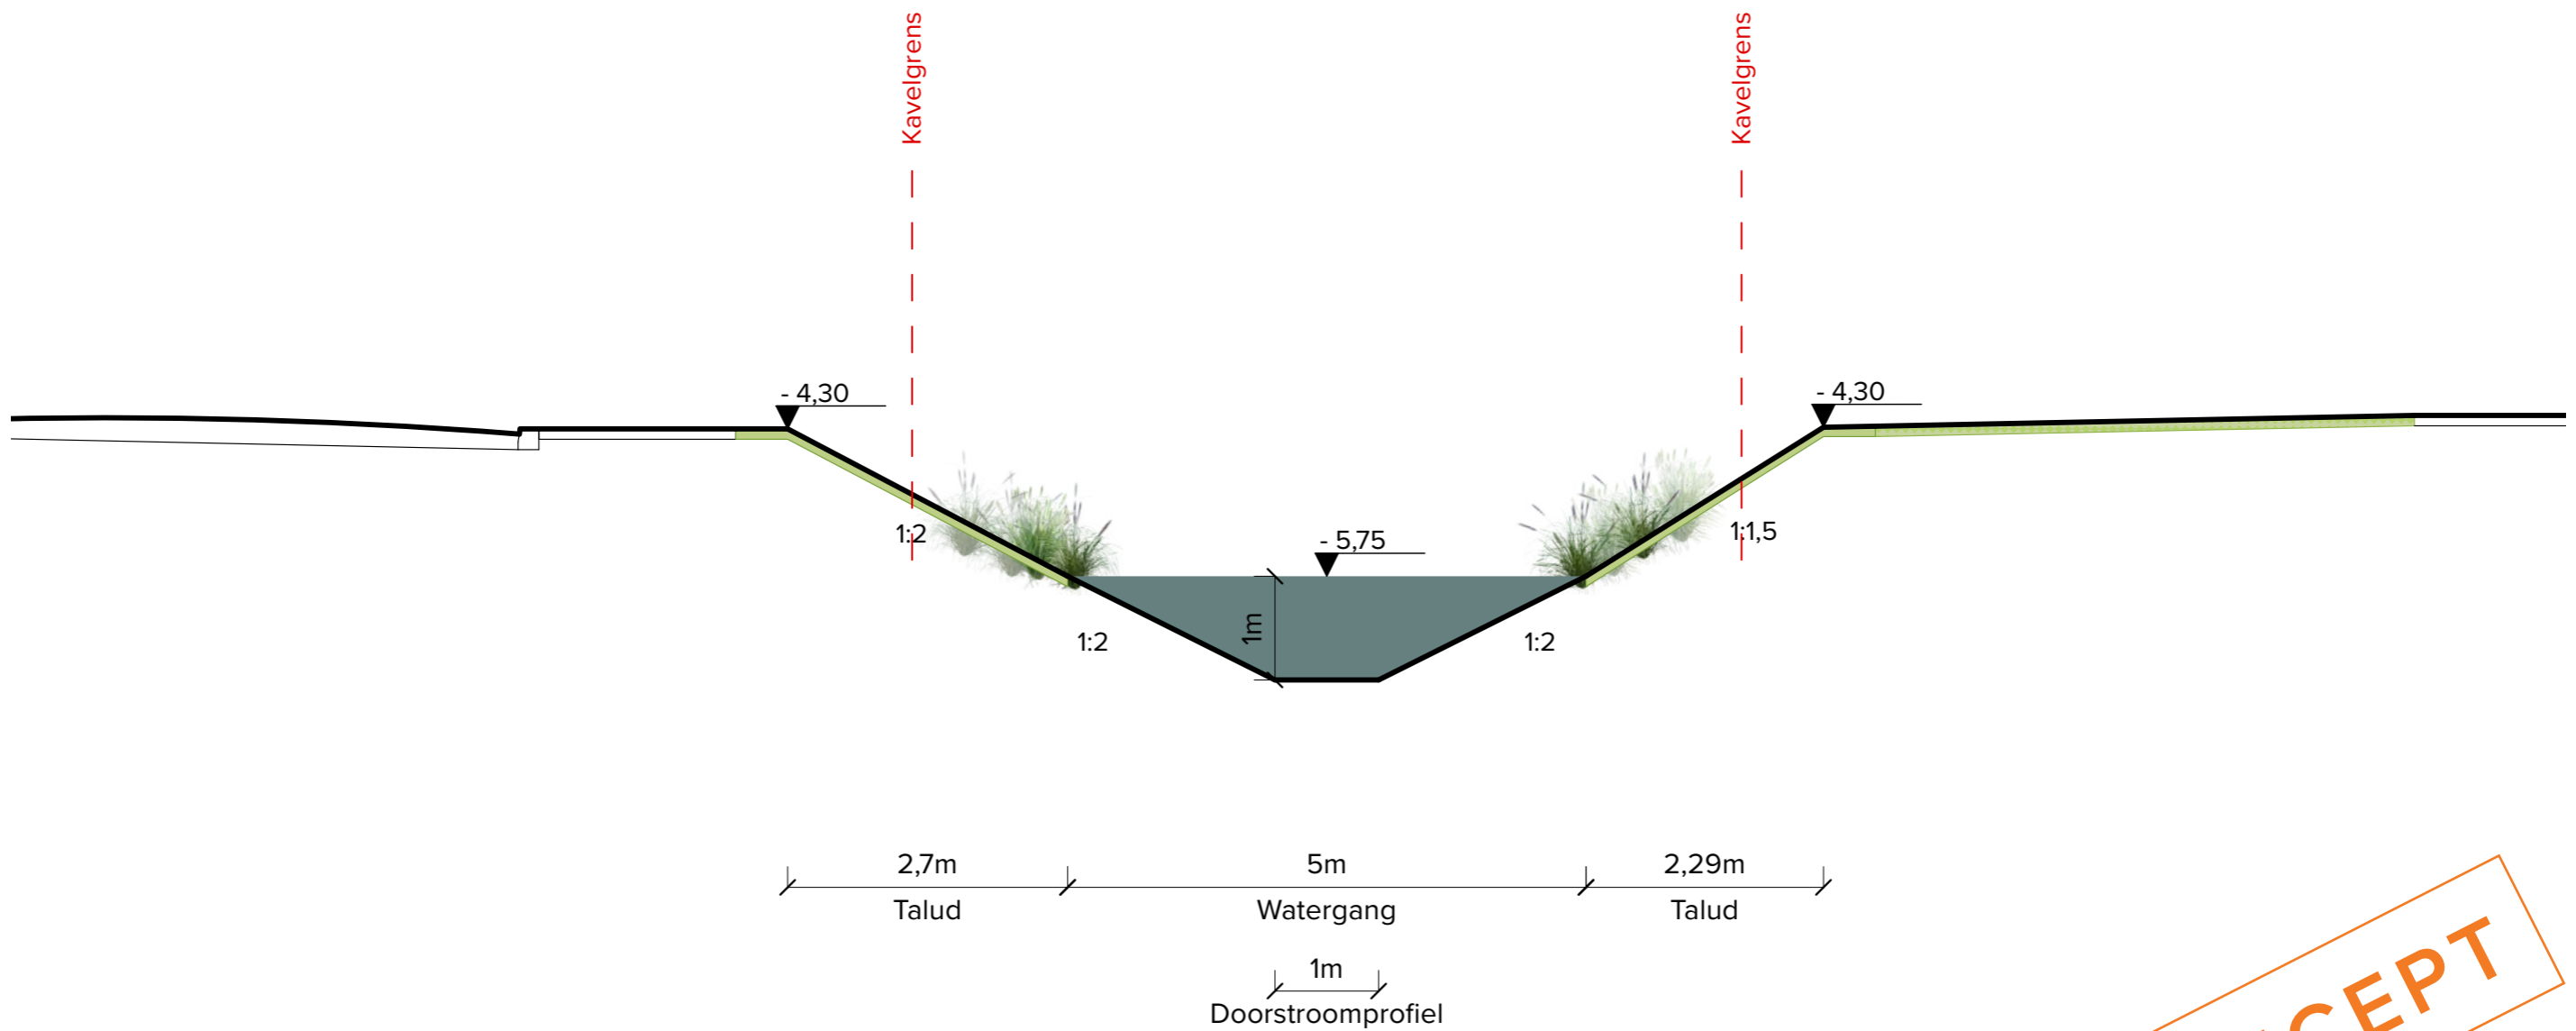 Kavelgrens
Kavelgrens
- 4,30
- 4,30
- 5,75
1:2
1:1,5
1m
1:2
1:2
2,7m
5m
2,29m
Talud
Watergang
Talud
1m
Doorstroomprofiel
CEPT